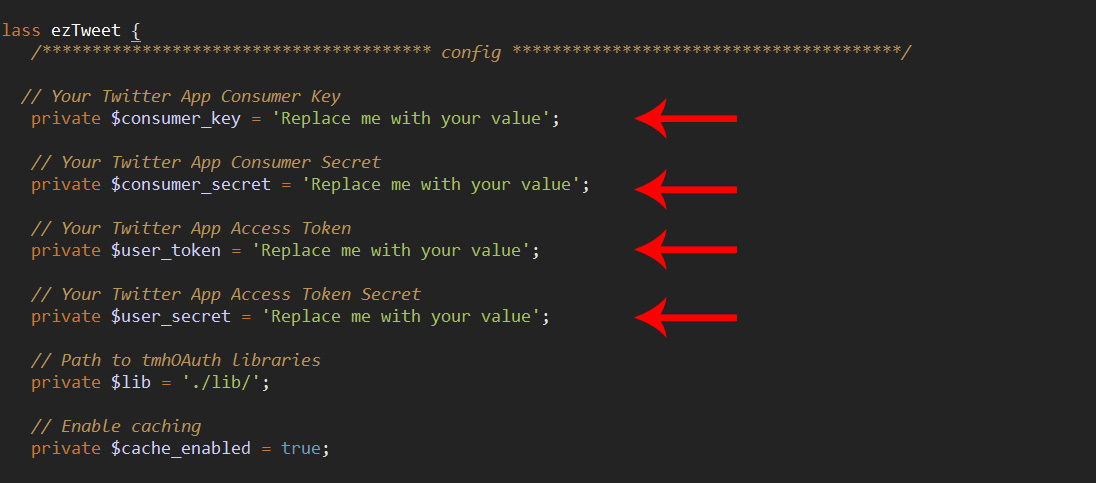 lass ezTweet {
/*************************************** config ***************************************/
// Your Twitter App Consumer Key
private $consumer_key = 'Replace me with your value';
// Your Twitter App Consumer Secret
private $consumer_secret = 'Replace me with your value';
// Your Twitter App Access Token
private $user_token = 'Replace me with your value';
// Your Twitter App Access Token Secret
private $user_secret = 'Replace me with your value';
// Path to tmhOAuth libraries
private $lib = './lib/';
// Enable caching
private $cache_enabled = true;